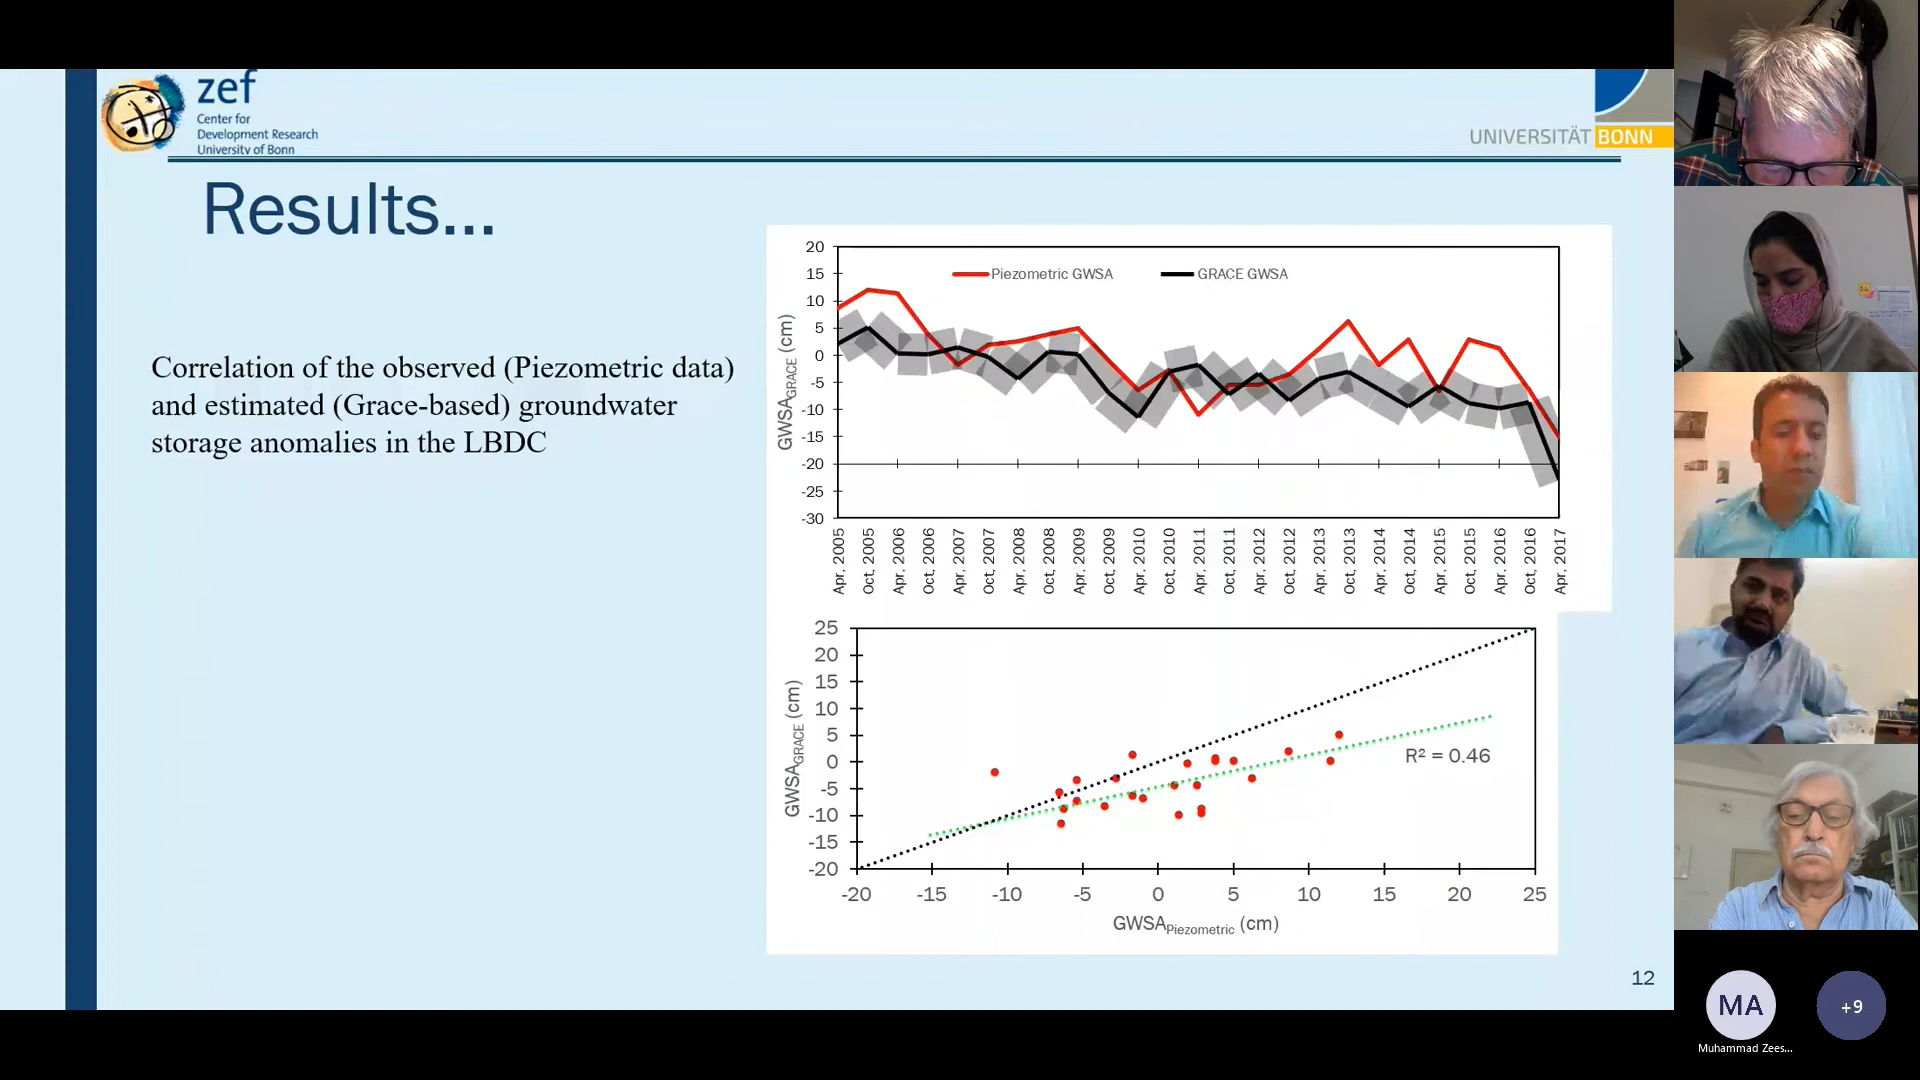 zef
Center for
Development Research
University of Bonn
UNIVERSITÄT BONN
Results...
Correlation of the observed (Piezometric data)
and estimated (Grace-based) groundwater
storage anomalies in the LBDC
20
15
10
5
0
-5
-10
-15
-20
-25
-30
GWSA_GRACE (cm)
Piezometric GWSA
GRACE GWSA
Apr, 2005
Oct, 2005
Apr, 2006
Oct, 2006
Apr, 2007
Oct, 2007
Apr, 2008
Oct, 2008
Apr, 2009
Oct, 2009
Apr, 2010
Oct, 2010
Apr, 2011
Oct, 2011
Apr, 2012
Oct, 2012
Apr, 2013
Oct, 2013
Apr, 2014
Oct, 2014
Apr, 2015
Oct, 2015
Apr, 2016
Oct, 2016
Apr, 2017
25
20
15
10
5
0
-5
-10
-15
-20
GWSA_GRACE (cm)
R² = 0.46
-20 -15 -10 -5 0 5 10 15 20 25
GWSA_Piezometric (cm)
12
MA
+9
Muhammad Zees...